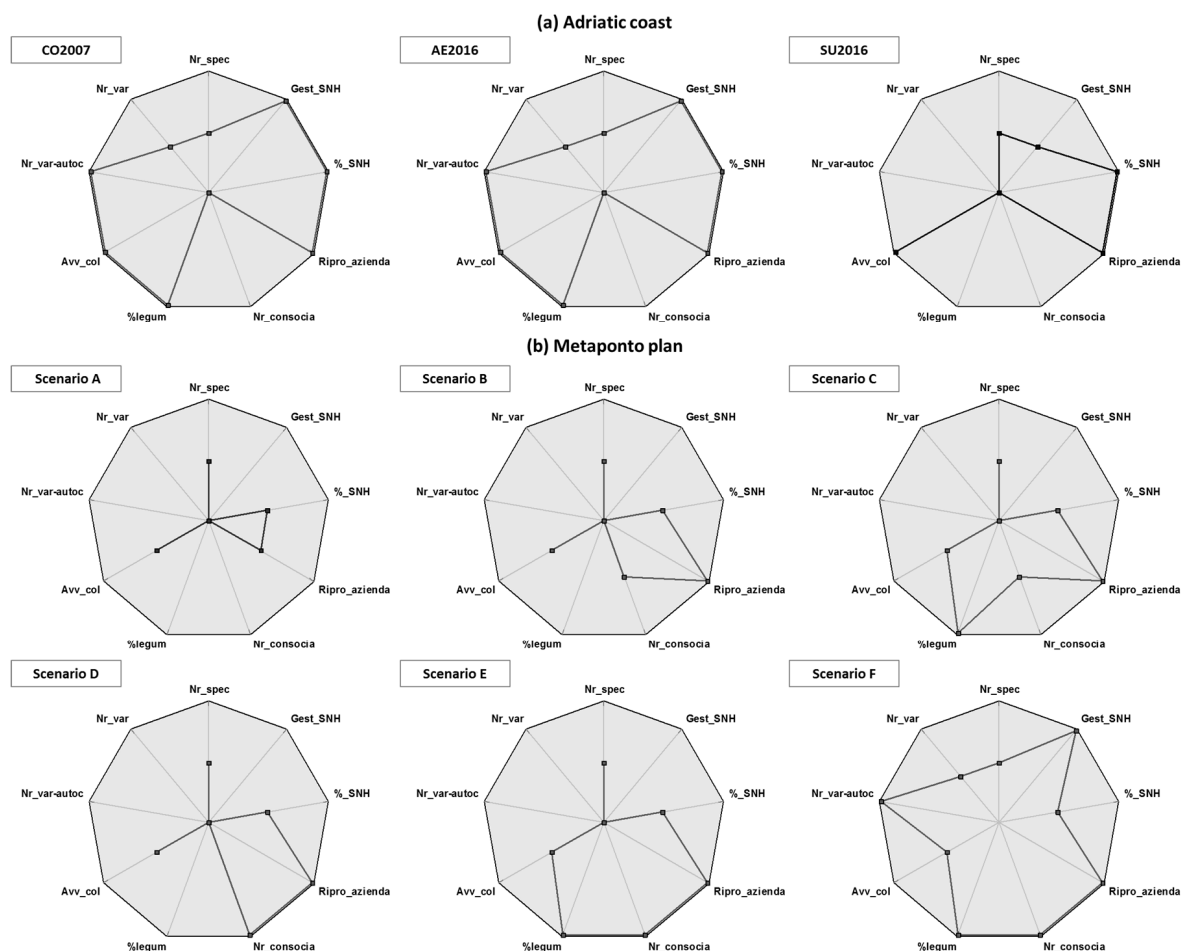 (a) Adriatic coast
CO2007
Nr_spec
Gest_SNH
%_SNH
Ripro_azienda
Nr_consocia
%legum
Avv_col
Nr_var-autoc
Nr_var
AE2016
Nr_spec
Gest_SNH
%_SNH
Ripro_azienda
Nr_consocia
%legum
Avv_col
Nr_var-autoc
Nr_var
SU2016
Nr_spec
Gest_SNH
%_SNH
Ripro_azienda
Nr_consocia
%legum
Avv_col
Nr_var-autoc
Nr_var
(b) Metaponto plan
Scenario A
Nr_spec
Gest_SNH
%_SNH
Ripro_azienda
Nr_consocia
%legum
Avv_col
Nr_var-autoc
Nr_var
Scenario B
Nr_spec
Gest_SNH
%_SNH
Ripro_azienda
Nr_consocia
%legum
Avv_col
Nr_var-autoc
Nr_var
Scenario C
Nr_spec
Gest_SNH
%_SNH
Ripro_azienda
Nr_consocia
%legum
Avv_col
Nr_var-autoc
Nr_var
Scenario D
Nr_spec
Gest_SNH
%_SNH
Ripro_azienda
Nr_consocia
%legum
Avv_col
Nr_var-autoc
Nr_var
Scenario E
Nr_spec
Gest_SNH
%_SNH
Ripro_azienda
Nr_consocia
%legum
Avv_col
Nr_var-autoc
Nr_var
Scenario F
Nr_spec
Gest_SNH
%_SNH
Ripro_azienda
Nr_consocia
%legum
Avv_col
Nr_var-autoc
Nr_var